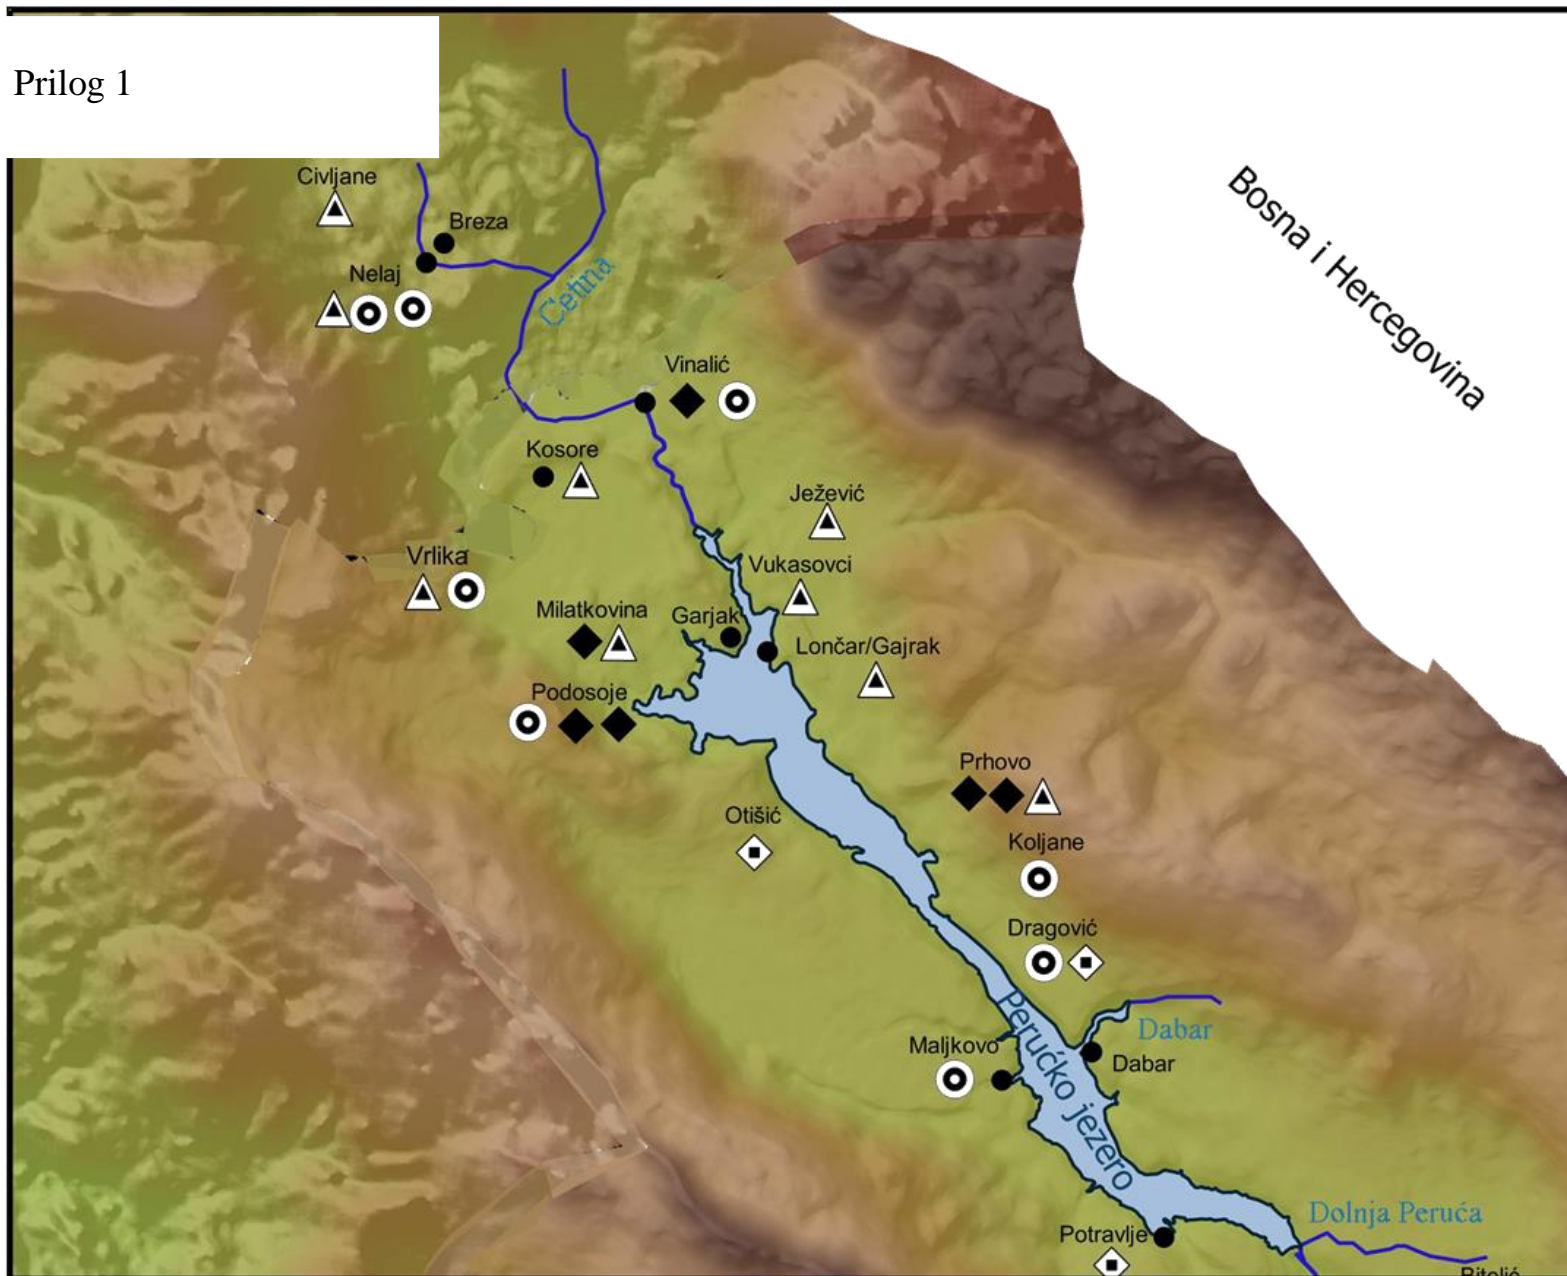 Prilog 1
Civljane
Breza
Nelaj
Cetina
Bosna i Hercegovina
Vinalić
Kosore
Ježević
Vrlika
Vukasovci
Milatkovina
Garjak
Lončar/Gajrak
Podosoje
Prhovo
Otišić
Koljane
Dragović
Perućko jezero
Dabar
Maljkovo
Dabar
Dolnja Peruća
Potravlje
Bitelić